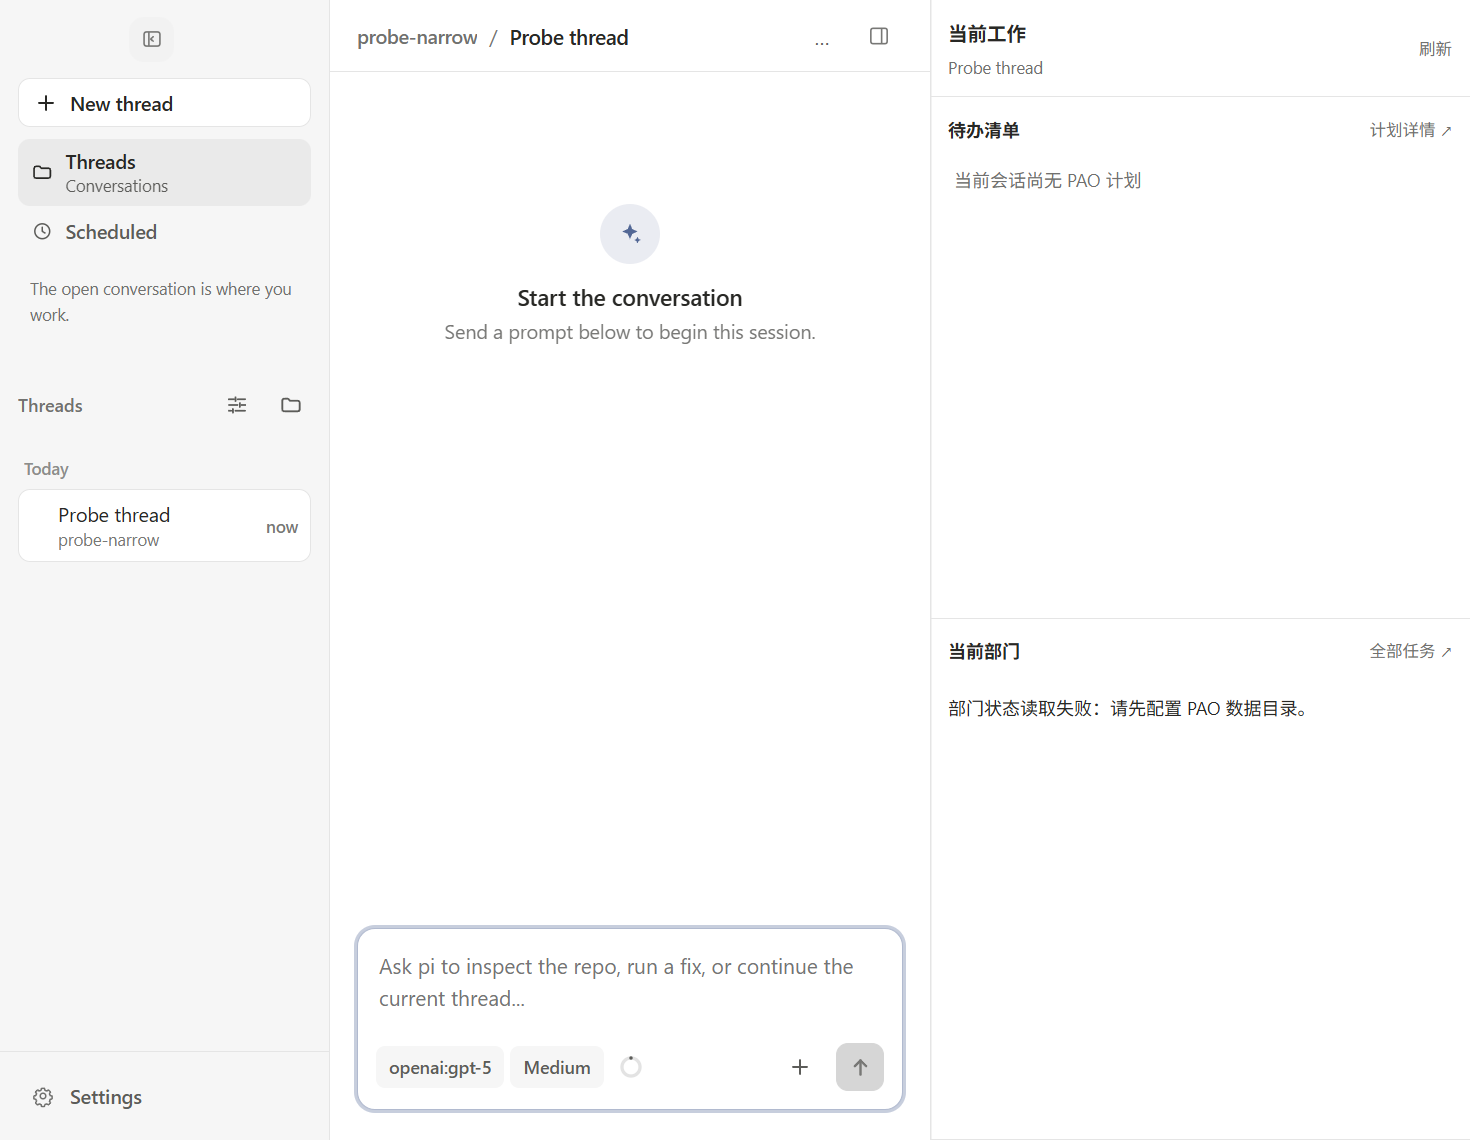 New thread
Threads
Conversations
Scheduled
The open conversation is where you
work.
Threads
Today
Probe thread
probe-narrow
now
Settings
probe-narrow / Probe thread
...
Start the conversation
Send a prompt below to begin this session.
Ask pi to inspect the repo, run a fix, or continue the
current thread...
openai:gpt-5
Medium
当前工作
Probe thread
刷新
待办清单
计划详情 ↗
当前会话尚无 PAO 计划
当前部门
全部任务 ↗
部门状态读取失败：请先配置 PAO 数据目录。